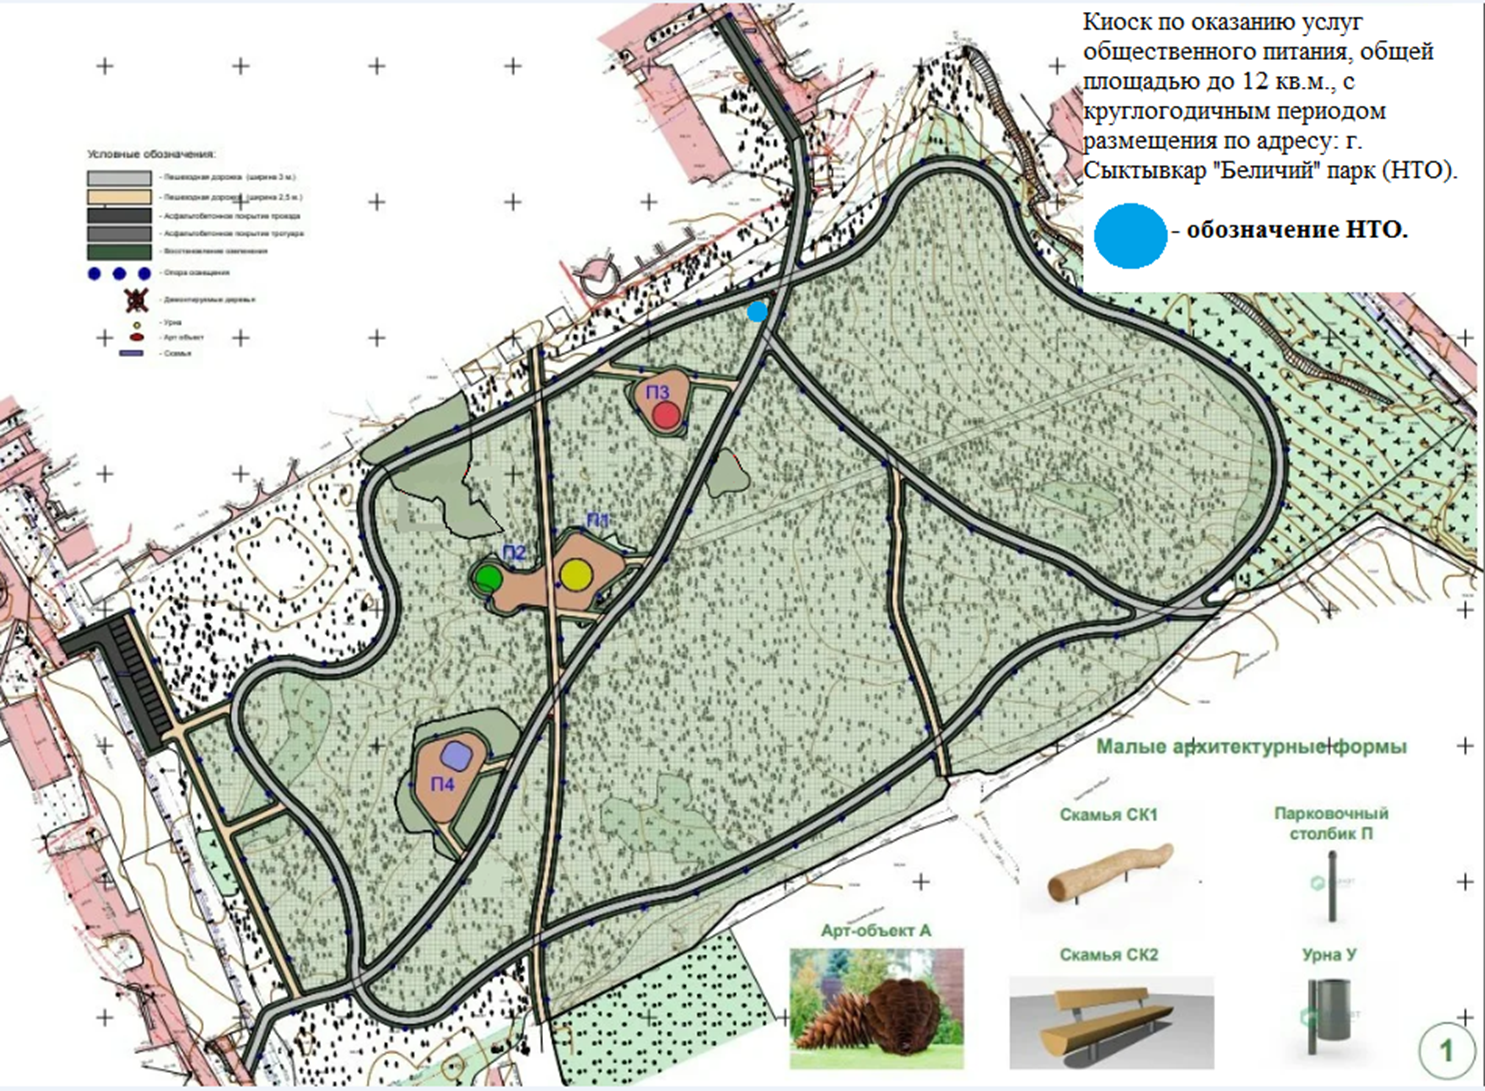 Киоск по оказанию услуг
общественного питания, общей
площадью до 12 кв.м., с
круглогодичным периодом
размещения по адресу: г.
Сыктывкар "Беличий" парк (НТО).
- обозначение НТО.
Условные обозначения:
- Пешеходная дорожка (ширина 3 м.)
- Пешеходная дорожка (ширина 2,5 м.)
- Асфальтобетонное покрытие проезда
- Асфальтобетонное покрытие тротуара
- Восстановление озеленения
- Опора освещения
- Демонтируемые деревья
- Урна
- Арт объект
- Скамья
П3
П1
П2
П4
Малые архитектурные формы
Скамья СК1
Парковочный
столбик П
Арт-объект А
Скамья СК2
Урна У
1